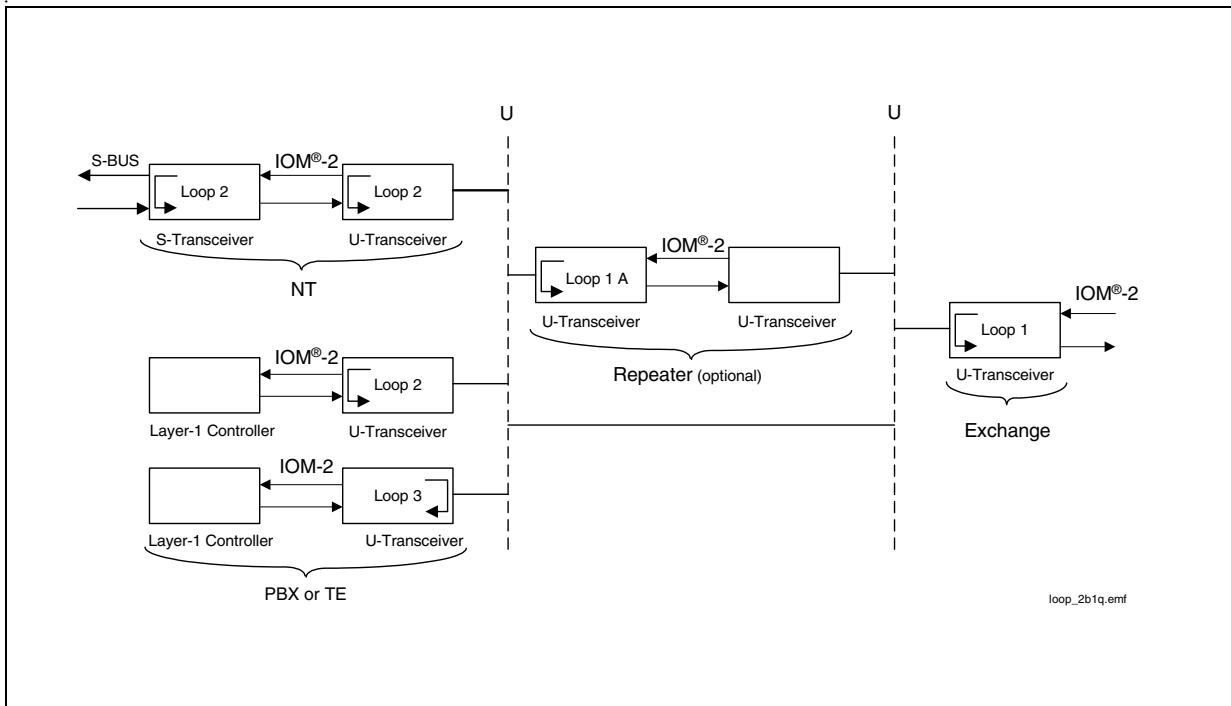 U
U
S-BUS
IOM®-2
Loop 2
Loop 2
S-Transceiver
U-Transceiver
NT
IOM®-2
Loop 1 A
U-Transceiver
U-Transceiver
Repeater (optional)
IOM®-2
Loop 1
U-Transceiver
Exchange
IOM®-2
Loop 2
Layer-1 Controller
U-Transceiver
IOM-2
Loop 3
Layer-1 Controller
U-Transceiver
PBX or TE
loop_2b1q.emf